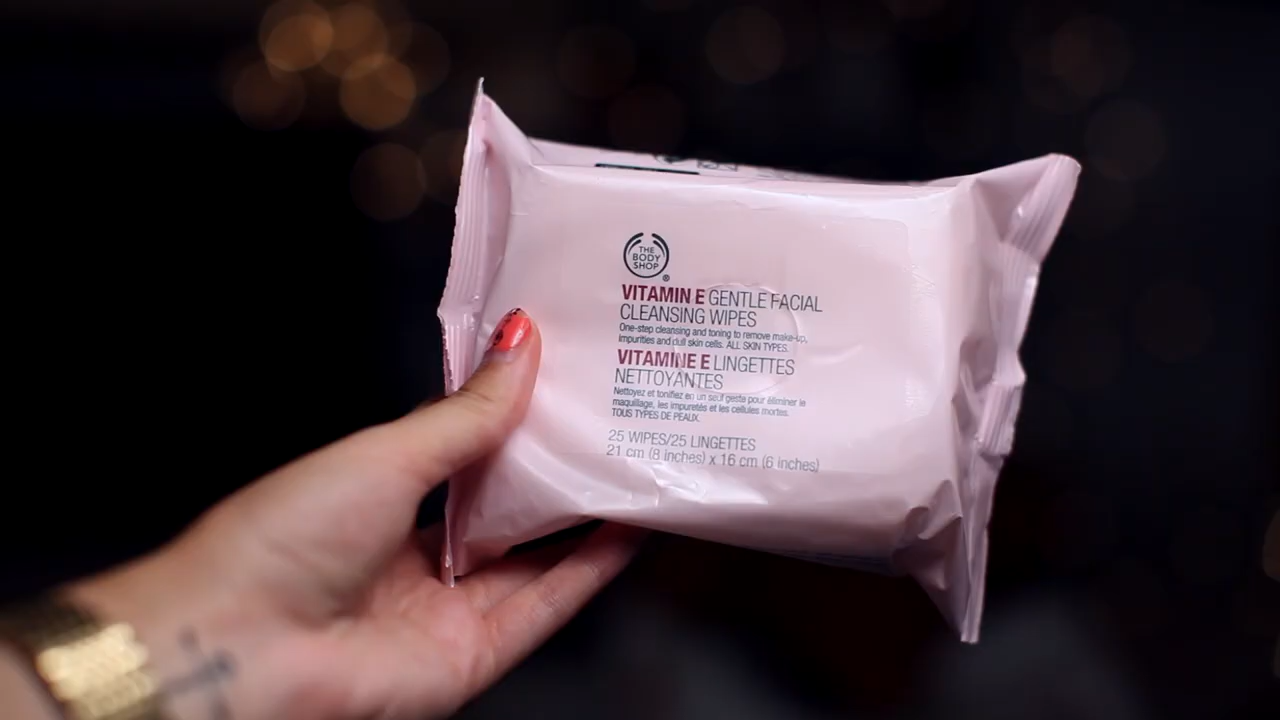 THE
BODY
SHOP
®
VITAMIN E GENTLE FACIAL
CLEANSING WIPES
One-step cleansing and toning to remove make-up,
impurities and dull skin cells. ALL SKIN TYPES.
VITAMINE E LINGETTES
NETTOYANTES
Nettoyez et tonifiez en un seul geste pour éliminer le
maquillage, les impuretés et les cellules mortes.
TOUS TYPES DE PEAUX.
25 WIPES/25 LINGETTES
21 cm (8 inches) x 16 cm (6 inches)